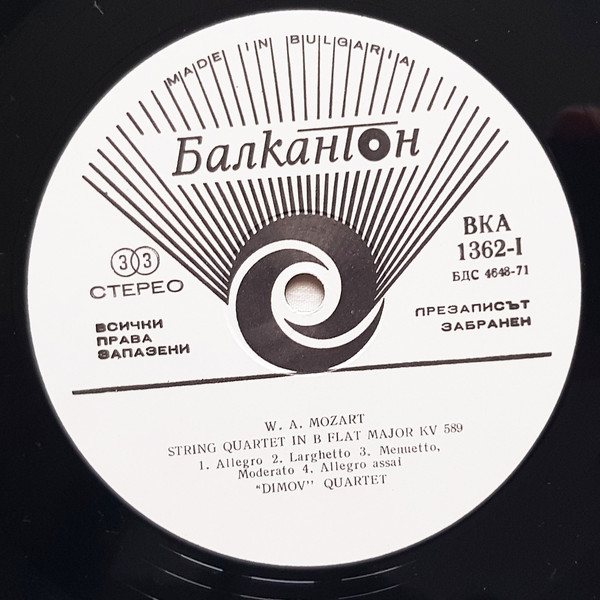 MADE IN BULGARIA
Балкантон
ВКА
1362-I
БДС 4648-71
33
СТЕРЕО
ВСИЧКИ
ПРАВА
ЗАПАЗЕНИ
ПРЕЗАПИСЪТ
ЗАБРАНЕН
W. A. MOZART
STRING QUARTET IN B FLAT MAJOR KV 589
1. Allegro 2. Larghetto 3. Menuetto,
Moderato 4. Allegro assai
"DIMOV" QUARTET